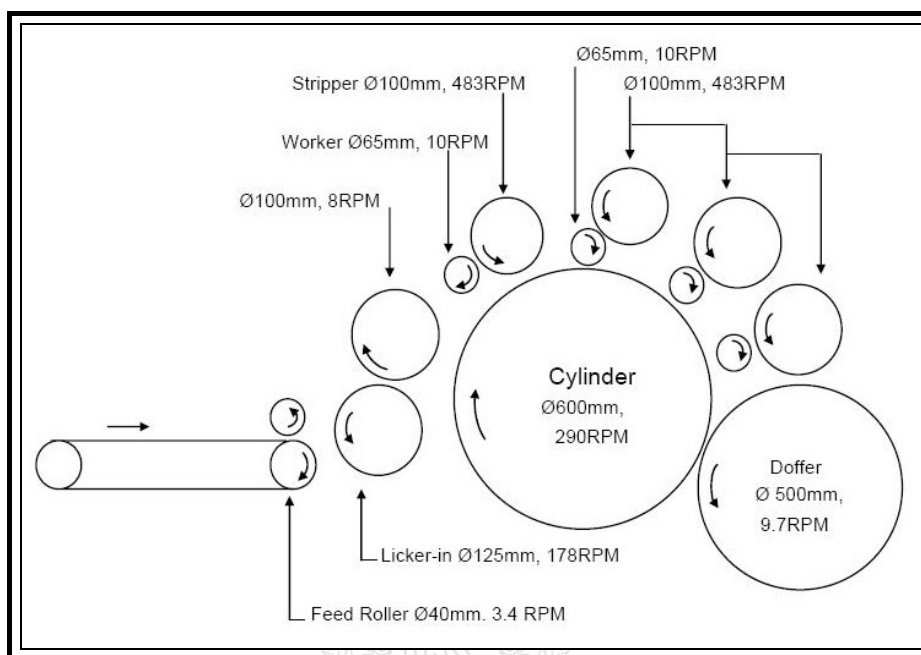 Ø65mm, 10RPM
Stripper Ø100mm, 483RPM
Ø100mm, 483RPM
Worker Ø65mm, 10RPM
Ø100mm, 8RPM
Cylinder
Ø600mm,
290RPM
Doffer
Ø 500mm,
9.7RPM
Licker-in Ø125mm, 178RPM
Feed Roller Ø40mm. 3.4 RPM